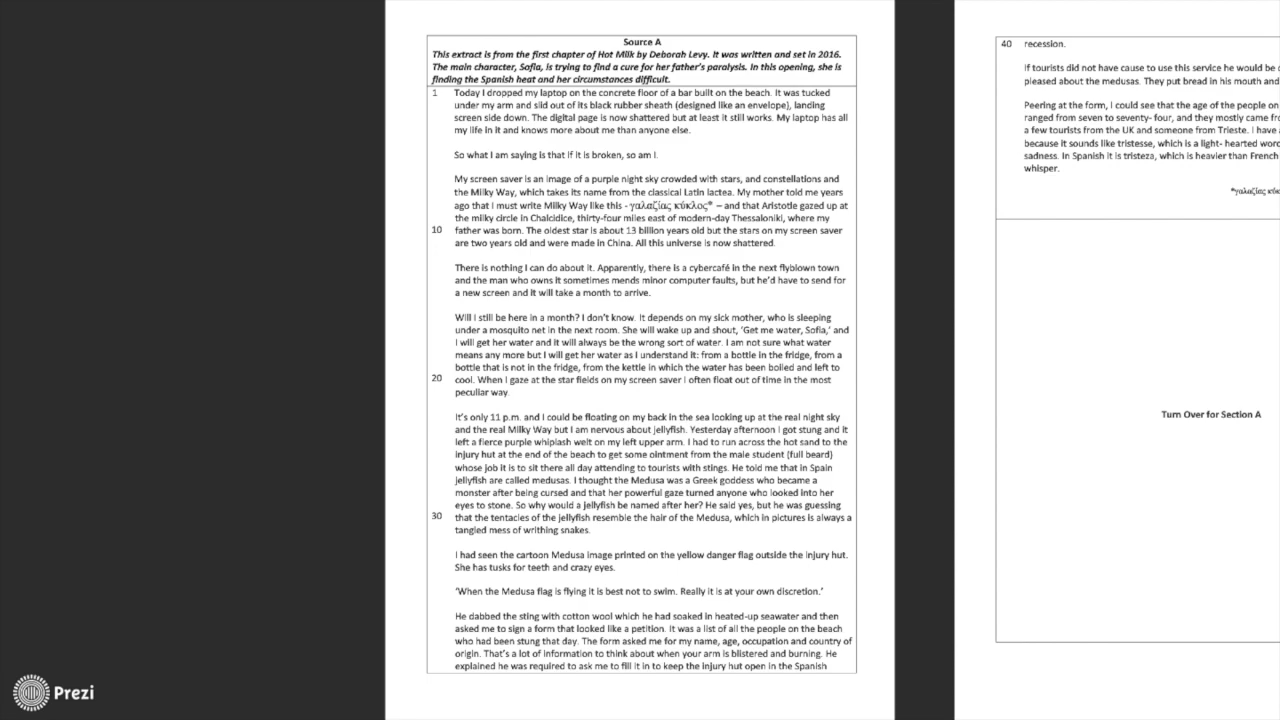 Source A
This extract is from the first chapter of Hot Milk by Deborah Levy. It was written and set in 2016.
The main character, Sofia, is trying to find a cure for her father's paralysis. In this opening, she is
finding the Spanish heat and her circumstances difficult.
1 Today I dropped my laptop on the concrete floor of a bar built on the beach. It was tucked
under my arm and slid out of its black rubber sheath (designed like an envelope), landing
screen side down. The digital page is now shattered but at least it still works. My laptop has all
my life in it and knows more about me than anyone else.
So what I am saying is that if it is broken, so am I.
My screen saver is an image of a purple night sky crowded with stars, and constellations and
the Milky Way, which takes its name from the classical Latin lactea. My mother told me years
ago that I must write Milky Way like this - γαλαξίας κύκλος* – and that Aristotle gazed up at
the milky circle in Chalcidice, thirty-four miles east of modern-day Thessaloniki, where my
10 father was born. The oldest star is about 13 billion years old but the stars on my screen saver
are two years old and were made in China. All this universe is now shattered.
There is nothing I can do about it. Apparently, there is a cybercafé in the next flyblown town
and the man who owns it sometimes mends minor computer faults, but he'd have to send for
a new screen and it will take a month to arrive.
Will I still be here in a month? I don't know. It depends on my sick mother, who is sleeping
under a mosquito net in the next room. She will wake up and shout, 'Get me water, Sofia,' and
I will get her water and it will always be the wrong sort of water. I am not sure what water
means any more but I will get her water as I understand it: from a bottle in the fridge, from a
bottle that is not in the fridge, from the kettle in which the water has been boiled and left to
20 cool. When I gaze at the star fields on my screen saver I often float out of time in the most
peculiar way.
It's only 11 p.m. and I could be floating on my back in the sea looking up at the real night sky
and the real Milky Way but I am nervous about jellyfish. Yesterday afternoon I got stung and it
left a fierce purple whiplash welt on my left upper arm. I had to run across the hot sand to the
injury hut at the end of the beach to get some ointment from the male student (full beard)
whose job it is to sit there all day attending to tourists with stings. He told me that in Spain
jellyfish are called medusas. I thought the Medusa was a Greek goddess who became a
monster after being cursed and that her powerful gaze turned anyone who looked into her
eyes to stone. So why would a jellyfish be named after her? He said yes, but he was guessing
30 that the tentacles of the jellyfish resemble the hair of the Medusa, which in pictures is always a
tangled mess of writhing snakes.
I had seen the cartoon Medusa image printed on the yellow danger flag outside the injury hut.
She has tusks for teeth and crazy eyes.
'When the Medusa flag is flying it is best not to swim. Really it is at your own discretion.'
He dabbed the sting with cotton wool which he had soaked in heated-up seawater and then
asked me to sign a form that looked like a petition. It was a list of all the people on the beach
who had been stung that day. The form asked me for my name, age, occupation and country of
origin. That's a lot of information to think about when your arm is blistered and burning. He
explained he was required to ask me to fill it in to keep the injury hut open in the Spanish
40 recession.
If tourists did not have cause to use this service he would be
pleased about the medusas. They put bread in his mouth and
Peering at the form, I could see that the age of the people on
ranged from seven to seventy- four, and they mostly came
a few tourists from the UK and someone from Trieste. I have
because it sounds like tristesse, which is a light- hearted
sadness. In Spanish it is tristeza, which is heavier than French
whisper.
Turn Over for Section A
Prezi